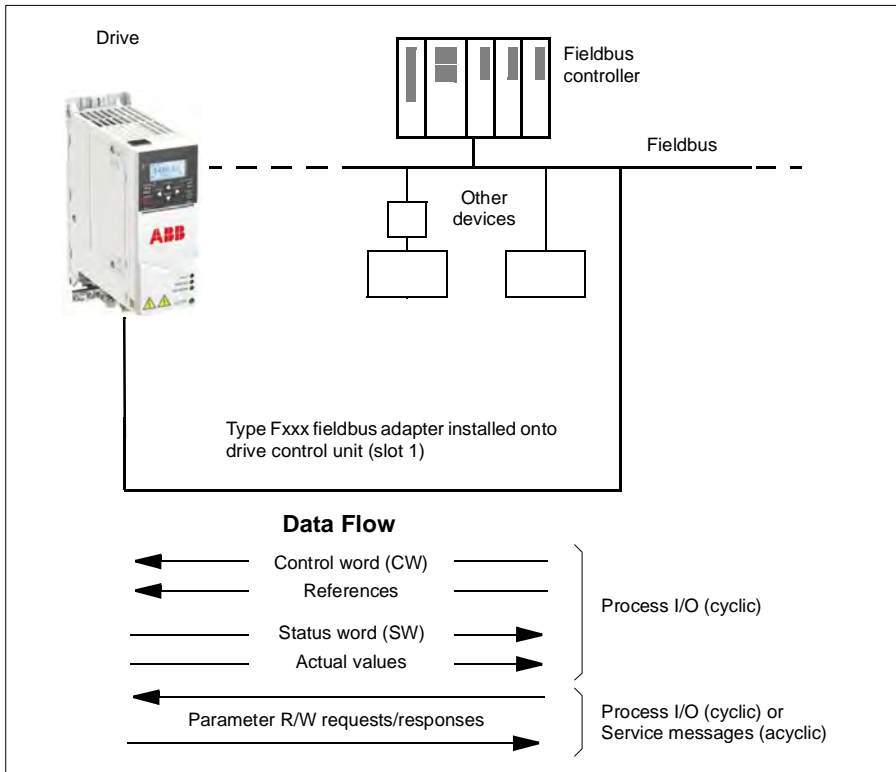 Drive
Fieldbus
controller
Fieldbus
Other
devices
ABB
Type Fxxx fieldbus adapter installed onto
drive control unit (slot 1)
Data Flow
Control word (CW)
References
Process I/O (cyclic)
Status word (SW)
Actual values
Parameter R/W requests/responses
Process I/O (cyclic) or
Service messages (acyclic)